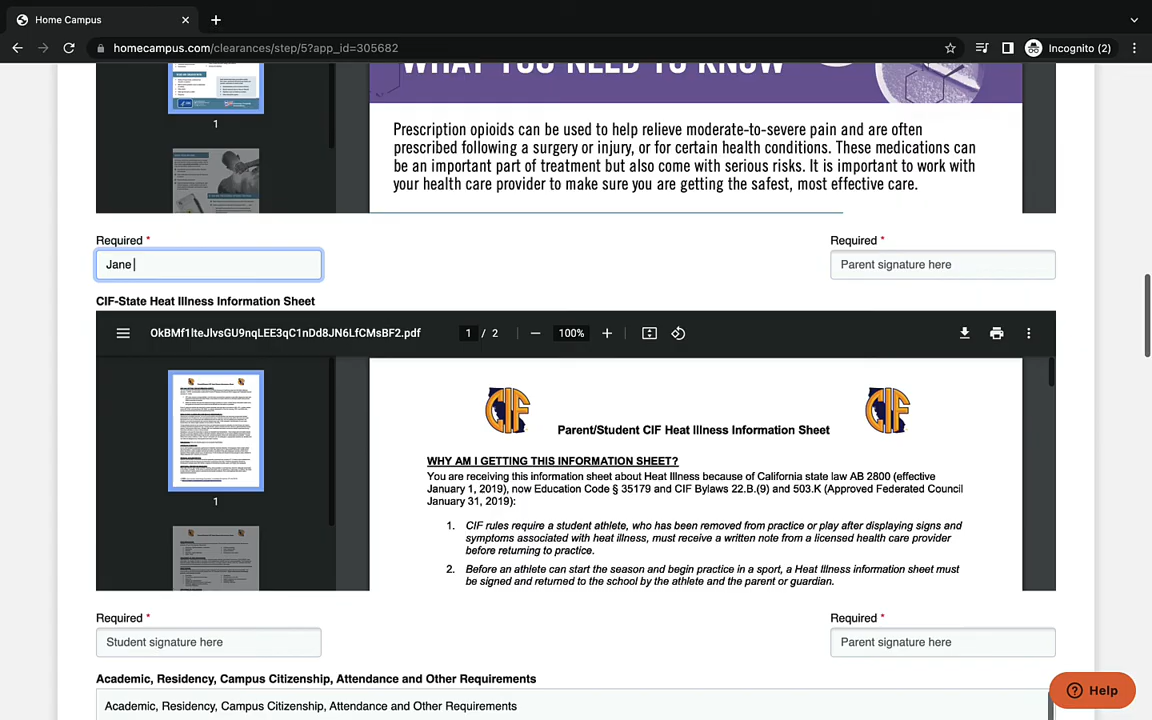 Home Campus
homecampus.com/clearances/step/5?app_id=305682
Incognito (2)
WHAT YOU NEED TO KNOW
1
Prescription opioids can be used to help relieve moderate-to-severe pain and are often
prescribed following a surgery or injury, or for certain health conditions. These medications can
be an important part of treatment but also come with serious risks. It is important to work with
your health care provider to make sure you are getting the safest, most effective care.
Required *
Required *
Jane
Parent signature here
CIF-State Heat Illness Information Sheet
1 / 2
100%
CIF
CIF
Parent/Student CIF Heat Illness Information Sheet
WHY AM I GETTING THIS INFORMATION SHEET?
You are receiving this information sheet about Heat Illness because of California state law AB 2800 (effective
January 1, 2019), now Education Code § 35179 and CIF Bylaws 22.B.(9) and 503.K (Approved Federated Council
January 31, 2019):
1
1. CIF rules require a student athlete, who has been removed from practice or play after displaying signs and
symptoms associated with heat illness, must receive a written note from a licensed health care provider
before returning to practice.
2. Before an athlete can start the season and begin practice in a sport, a Heat Illness information sheet must
be signed and returned to the school by the athlete and the parent or guardian.
Required *
Required *
Student signature here
Parent signature here
Academic, Residency, Campus Citizenship, Attendance and Other Requirements
Help
Academic, Residency, Campus Citizenship, Attendance and Other Requirements